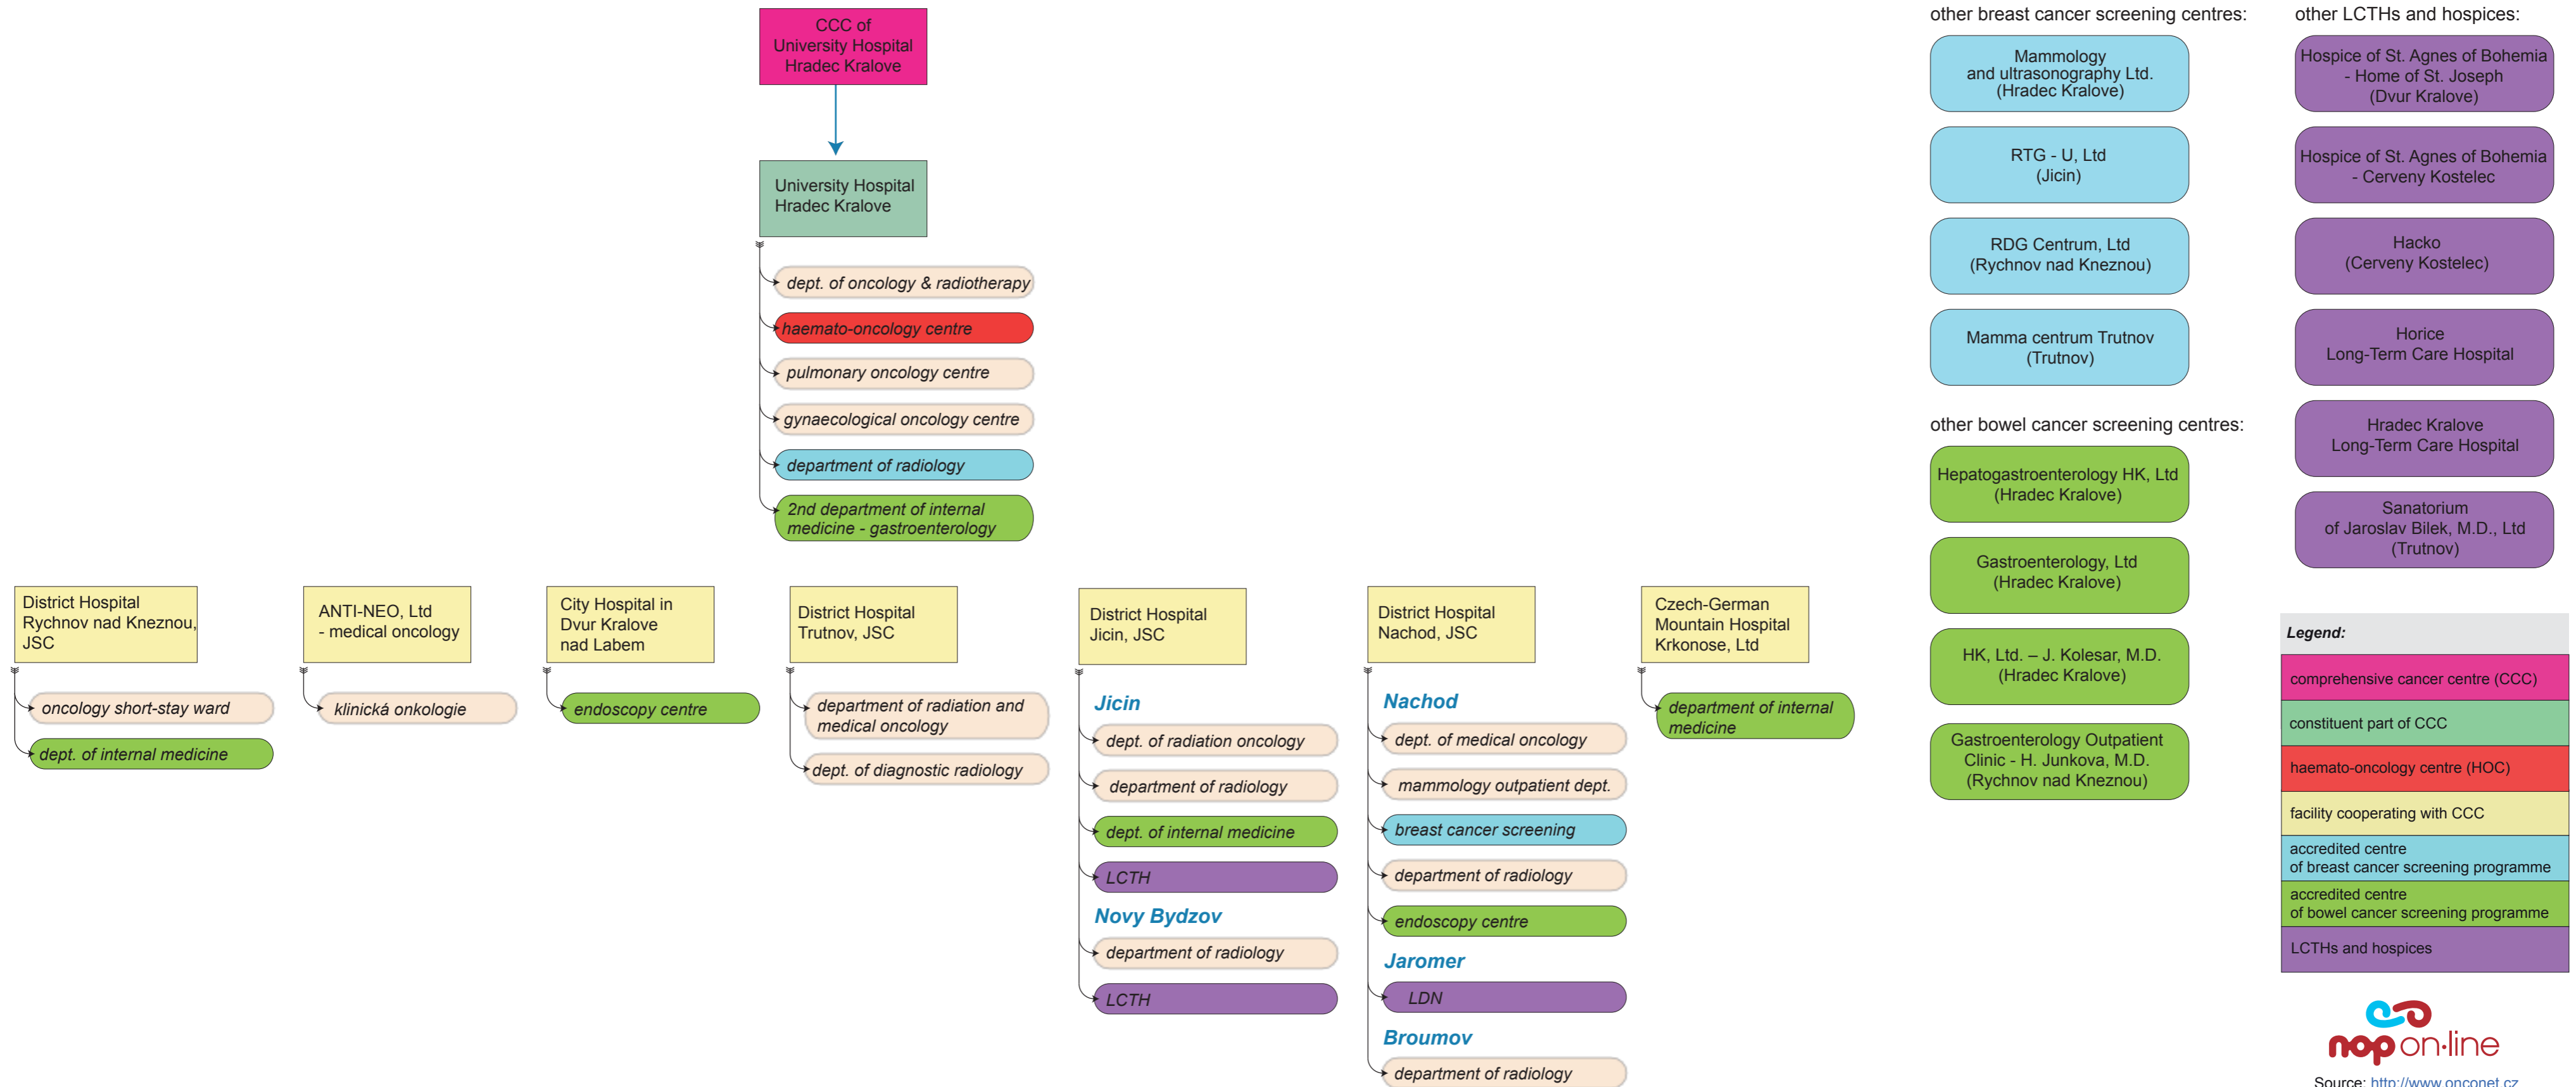 CCC of
University Hospital
Hradec Kralove
University Hospital
Hradec Kralove
dept. of oncology & radiotherapy
haemato-oncology centre
pulmonary oncology centre
gynaecological oncology centre
department of radiology
2nd department of internal
medicine - gastroenterology
District Hospital
Rychnov nad Kneznou,
JSC
oncology short-stay ward
dept. of internal medicine
ANTI-NEO, Ltd
- medical oncology
klinická onkologie
City Hospital in
Dvur Kralove
nad Labem
endoscopy centre
District Hospital
Trutnov, JSC
department of radiation and
medical oncology
dept. of diagnostic radiology
District Hospital
Jicin, JSC
Jicin
dept. of radiation oncology
department of radiology
dept. of internal medicine
LCTH
Novy Bydzov
department of radiology
LCTH
District Hospital
Nachod, JSC
Nachod
dept. of medical oncology
mammology outpatient dept.
breast cancer screening
department of radiology
endoscopy centre
Jaromer
LDN
Broumov
department of radiology
Czech-German
Mountain Hospital
Krkonose, Ltd
department of internal
medicine
other breast cancer screening centres:
Mammology
and ultrasonography Ltd.
(Hradec Kralove)
RTG - U, Ltd
(Jicin)
RDG Centrum, Ltd
(Rychnov nad Kneznou)
Mamma centrum Trutnov
(Trutnov)
other bowel cancer screening centres:
Hepatogastroenterology HK, Ltd
(Hradec Kralove)
Gastroenterology, Ltd
(Hradec Kralove)
HK, Ltd. – J. Kolesar, M.D.
(Hradec Kralove)
Gastroenterology Outpatient
Clinic - H. Junkova, M.D.
(Rychnov nad Kneznou)
other LCTHs and hospices:
Hospice of St. Agnes of Bohemia
- Home of St. Joseph
(Dvur Kralove)
Hospice of St. Agnes of Bohemia
- Cerveny Kostelec
Hacko
(Cerveny Kostelec)
Horice
Long-Term Care Hospital
Hradec Kralove
Long-Term Care Hospital
Sanatorium
of Jaroslav Bilek, M.D., Ltd
(Trutnov)
Legend:
comprehensive cancer centre (CCC)
constituent part of CCC
haemato-oncology centre (HOC)
facility cooperating with CCC
accredited centre
of breast cancer screening programme
accredited centre
of bowel cancer screening programme
LCTHs and hospices
nop on·line
Source: http://www.onconet.cz